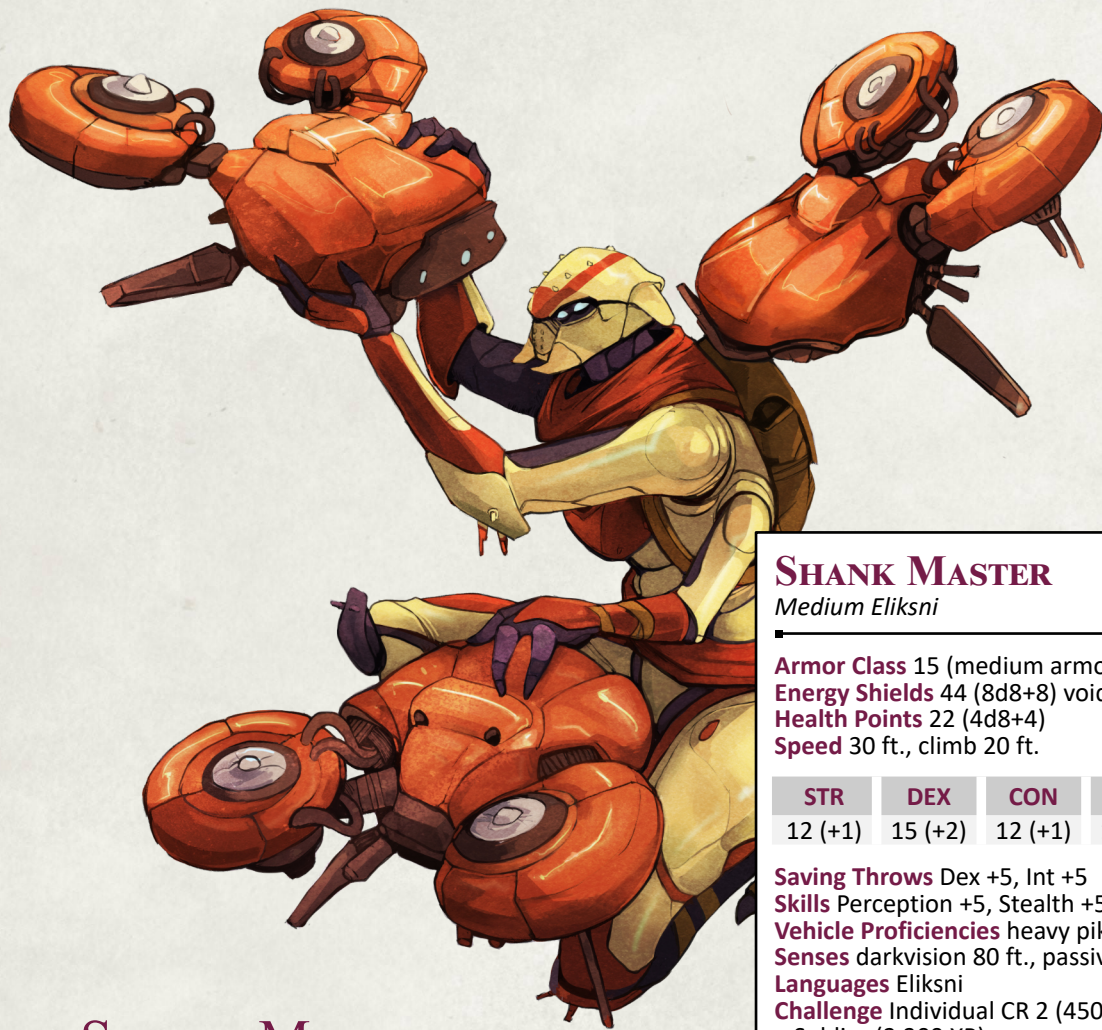 SHANK MASTER
Medium Eliksni
Armor Class 15 (medium armo
Energy Shields 44 (8d8+8) void
Health Points 22 (4d8+4)
Speed 30 ft., climb 20 ft.
STR DEX CON
12 (+1) 15 (+2) 12 (+1)
Saving Throws Dex +5, Int +5
Skills Perception +5, Stealth +5
Vehicle Proficiencies heavy pik
Senses darkvision 80 ft., passiv
Languages Eliksni
Challenge Individual CR 2 (450